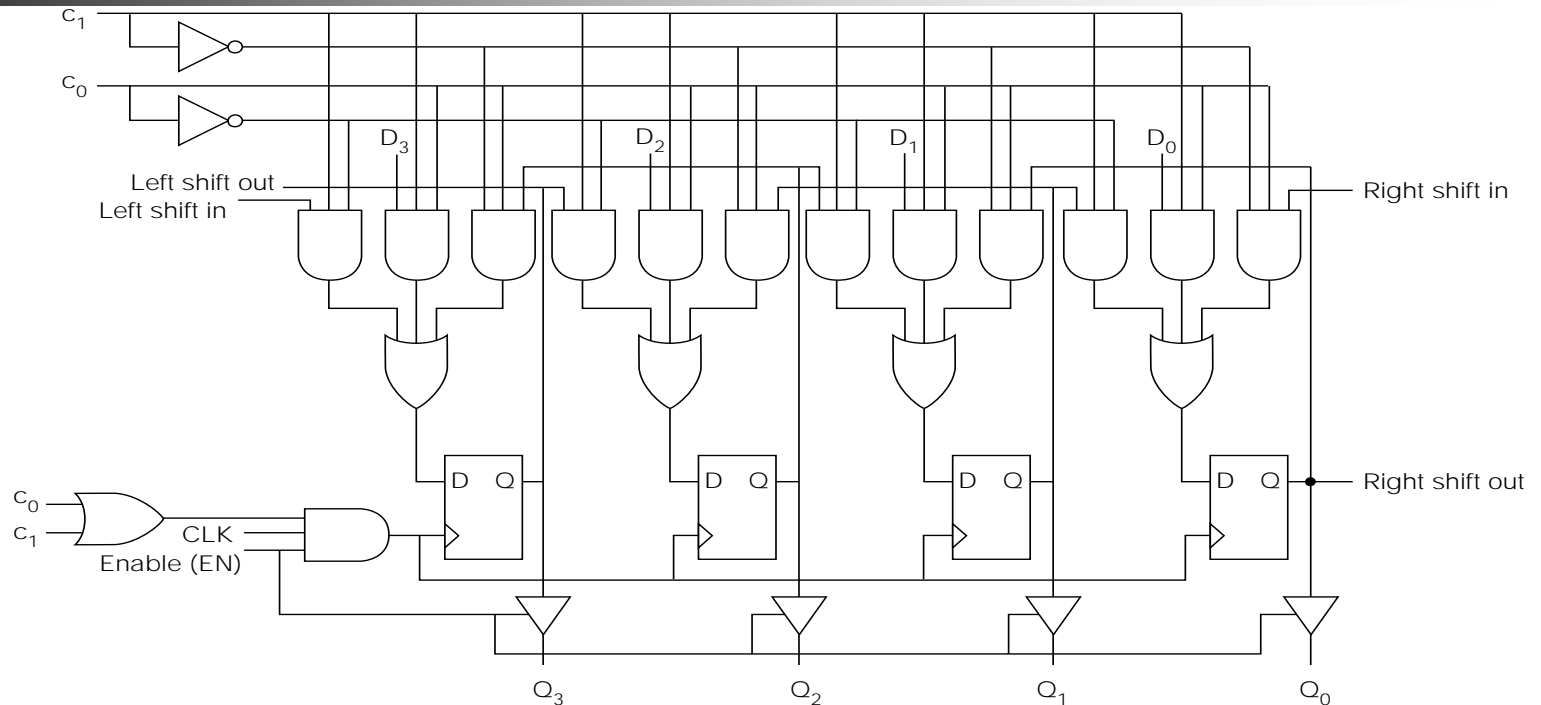 c₁
c₀
D₃ D₂ D₁ D₀
Left shift out
Right shift in
Left shift in
D Q D Q D Q D Q
Right shift out
c₀
c₁
CLK
Enable (EN)
Q₃ Q₂ Q₁ Q₀